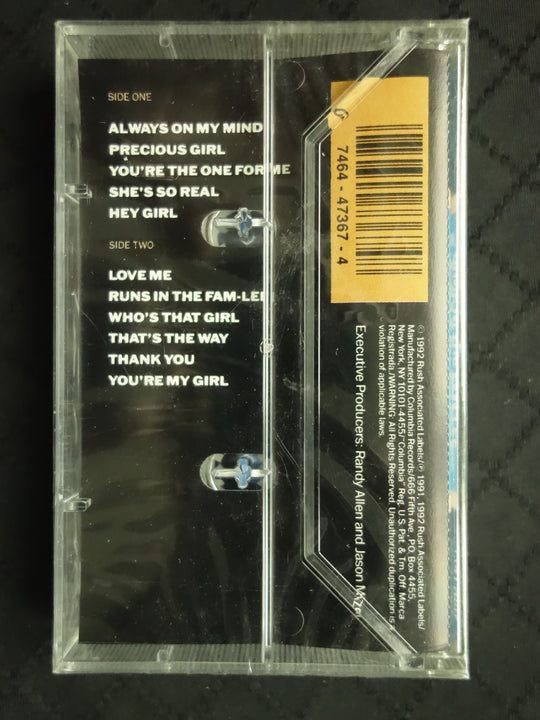 SIDE ONE
ALWAYS ON MY MIND
PRECIOUS GIRL
YOU'RE THE ONE FOR ME
SHE'S SO REAL
HEY GIRL
SIDE TWO
LOVE ME
RUNS IN THE FAM-LEE
WHO'S THAT GIRL
THAT'S THE WAY
THANK YOU
YOU'RE MY GIRL
7464-47367-4
© 1992 Rush Associated Labels/℗ 1991, 1992 Rush Associated Labels/
Manufactured by Columbia Records/666 Fifth Ave., P.O. Box 4455,
New York, NY 10101-4455/"Columbia" Reg. U.S. Pat. & Tm. Off. Marca
Registrada./WARNING: All Rights Reserved. Unauthorized duplication is a
violation of applicable laws.
Executive Producers: Randy Allen and Jason Mizell